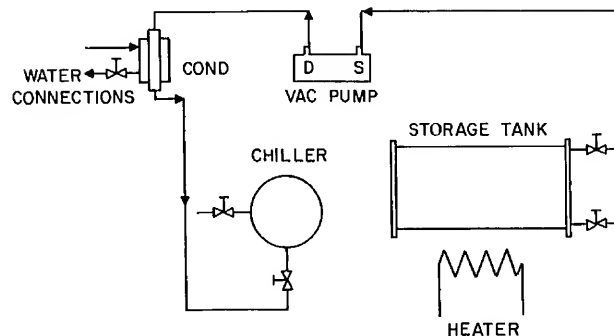 COND
WATER
CONNECTIONS
D S
VAC PUMP
STORAGE TANK
CHILLER
HEATER